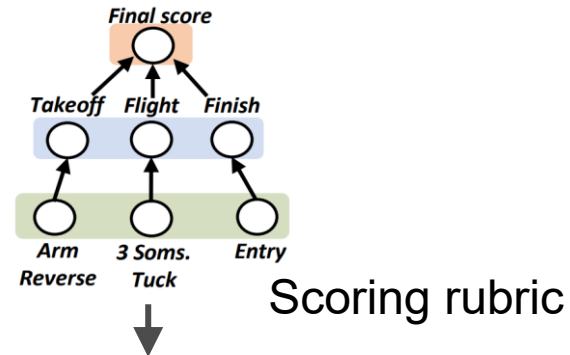 Final score
Takeoff Flight Finish
Arm 3 Soms. Entry
Reverse Tuck
Scoring rubric